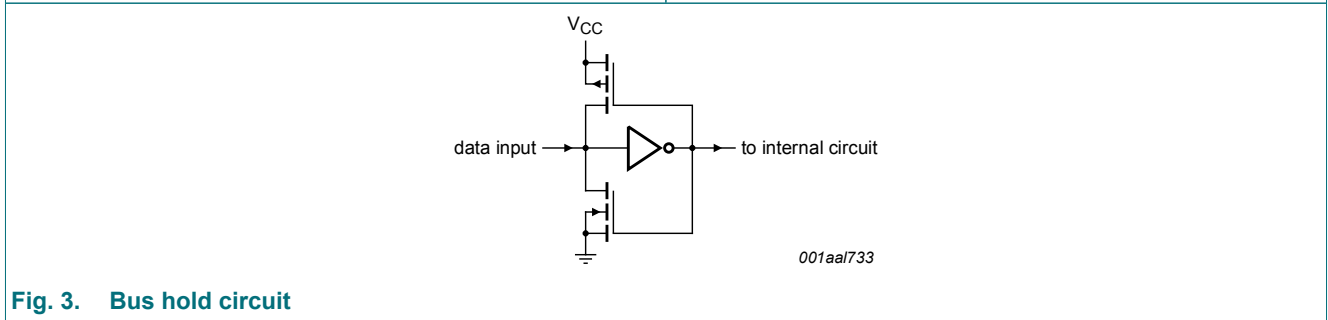 VCC
data input
to internal circuit
001aal733
Fig. 3. Bus hold circuit